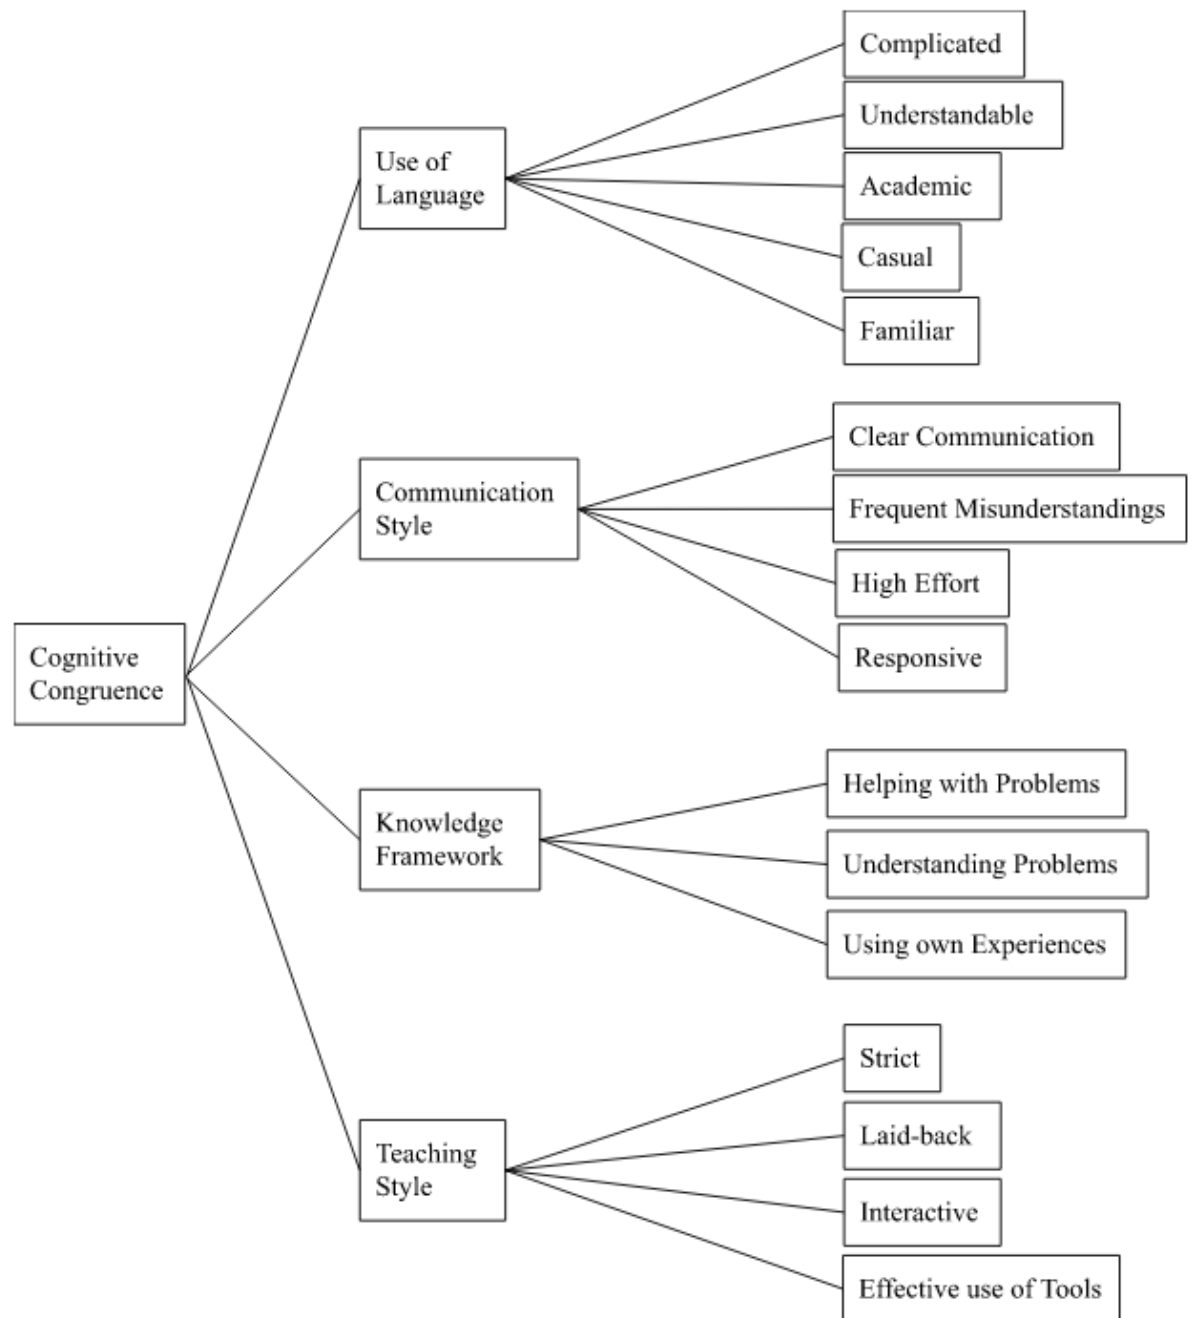 Complicated
Understandable
Use of
Language
Academic
Casual
Familiar
Clear Communication
Communication
Style
Frequent Misunderstandings
High Effort
Responsive
Cognitive
Congruence
Helping with Problems
Knowledge
Framework
Understanding Problems
Using own Experiences
Strict
Laid-back
Teaching
Style
Interactive
Effective use of Tools